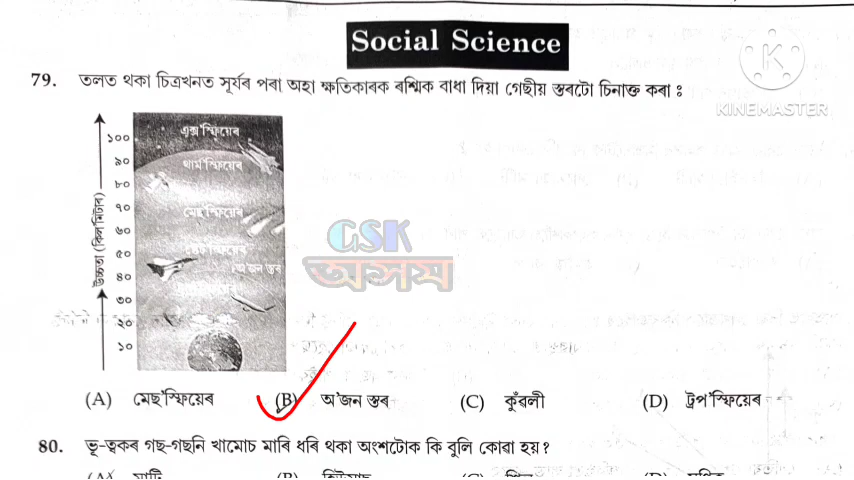 Social Science
KINEMASTER
79. তলত থকা চিত্ৰখনত সূৰ্যৰ পৰা অহা ক্ষতিকাৰক ৰশ্মিক বাধা দিয়া গেছীয় স্তৰটো চিনাক্ত কৰা :
উচ্চতা (কিল'মিটাৰ)
১০০
৯০
৮০
৭০
৬০
৫০
৪০
৩০
২০
১০
এক্স'স্ফিয়েৰ
থাৰ্ম'স্ফিয়েৰ
মেছ'স্ফিয়েৰ
অ'জন স্তৰ
GSK
অসম
(A) মেছ'স্ফিয়েৰ (B) অ'জন স্তৰ (C) কুঁৱলী (D) ট্ৰপ'স্ফিয়েৰ
80. ভূ-ত্বকৰ গছ-গছনি খামোচ মাৰি ধৰি থকা অংশটোক কি বুলি কোৱা হয় ?